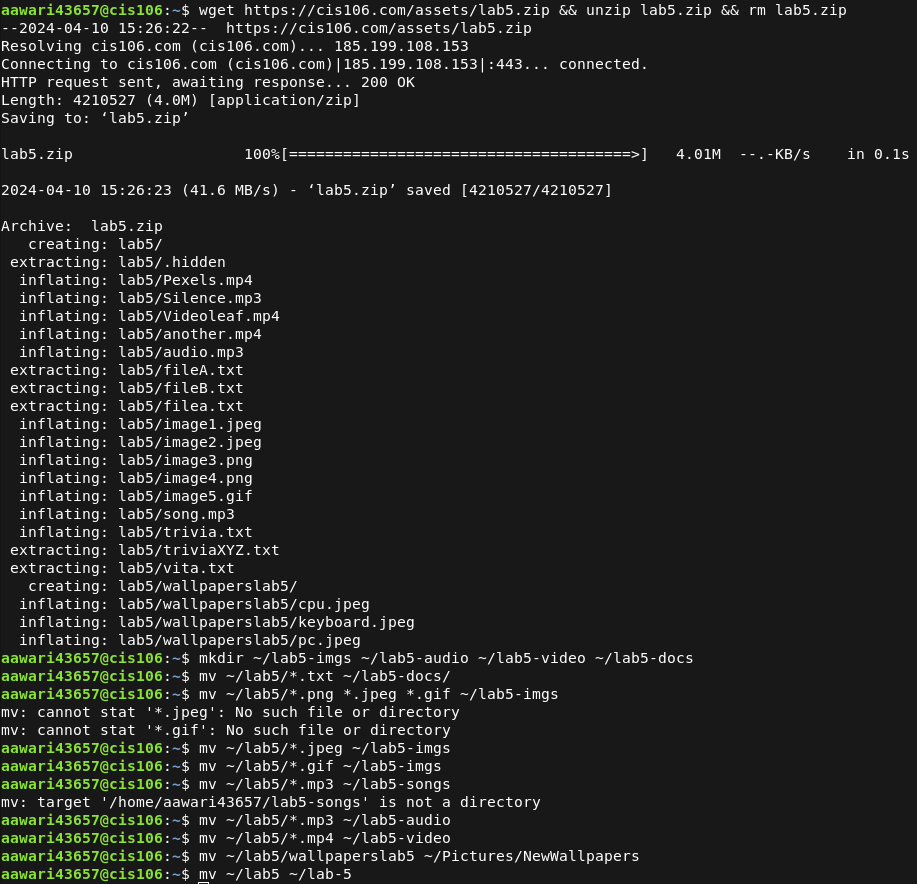 aawari43657@cis106:~$ wget https://cis106.com/assets/lab5.zip && unzip lab5.zip && rm lab5.zip
--2024-04-10 15:26:22--  https://cis106.com/assets/lab5.zip
Resolving cis106.com (cis106.com)... 185.199.108.153
Connecting to cis106.com (cis106.com)|185.199.108.153|:443... connected.
HTTP request sent, awaiting response... 200 OK
Length: 4210527 (4.0M) [application/zip]
Saving to: ‘lab5.zip’
lab5.zip                   100%[======================================>]   4.01M  --.-KB/s    in 0.1s
2024-04-10 15:26:23 (41.6 MB/s) - ‘lab5.zip’ saved [4210527/4210527]
Archive:  lab5.zip
   creating: lab5/
 extracting: lab5/.hidden
  inflating: lab5/Pexels.mp4
  inflating: lab5/Silence.mp3
  inflating: lab5/Videoleaf.mp4
  inflating: lab5/another.mp4
  inflating: lab5/audio.mp3
 extracting: lab5/fileA.txt
 extracting: lab5/fileB.txt
 extracting: lab5/filea.txt
  inflating: lab5/image1.jpeg
  inflating: lab5/image2.jpeg
  inflating: lab5/image3.png
  inflating: lab5/image4.png
  inflating: lab5/image5.gif
  inflating: lab5/song.mp3
  inflating: lab5/trivia.txt
 extracting: lab5/triviaXYZ.txt
 extracting: lab5/vita.txt
   creating: lab5/wallpaperslab5/
  inflating: lab5/wallpaperslab5/cpu.jpeg
  inflating: lab5/wallpaperslab5/keyboard.jpeg
  inflating: lab5/wallpaperslab5/pc.jpeg
aawari43657@cis106:~$ mkdir ~/lab5-imgs ~/lab5-audio ~/lab5-video ~/lab5-docs
aawari43657@cis106:~$ mv ~/lab5/*.txt ~/lab5-docs/
aawari43657@cis106:~$ mv ~/lab5/*.png *.jpeg *.gif ~/lab5-imgs
mv: cannot stat '*.jpeg': No such file or directory
mv: cannot stat '*.gif': No such file or directory
aawari43657@cis106:~$ mv ~/lab5/*.jpeg ~/lab5-imgs
aawari43657@cis106:~$ mv ~/lab5/*.gif ~/lab5-imgs
aawari43657@cis106:~$ mv ~/lab5/*.mp3 ~/lab5-songs
mv: target '/home/aawari43657/lab5-songs' is not a directory
aawari43657@cis106:~$ mv ~/lab5/*.mp3 ~/lab5-audio
aawari43657@cis106:~$ mv ~/lab5/*.mp4 ~/lab5-video
aawari43657@cis106:~$ mv ~/lab5/wallpaperslab5 ~/Pictures/NewWallpapers
aawari43657@cis106:~$ mv ~/lab5 ~/lab-5